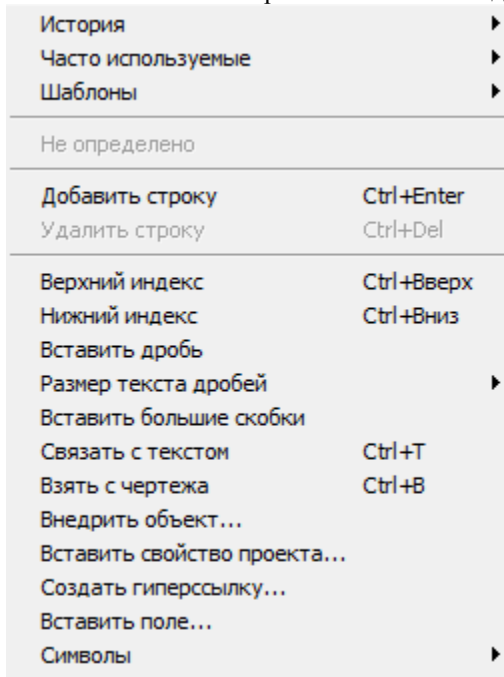 История
Часто используемые
Шаблоны
Не определено
Добавить строку Ctrl+Enter
Удалить строку Ctrl+Del
Верхний индекс Ctrl+Вверх
Нижний индекс Ctrl+Вниз
Вставить дробь
Размер текста дробей
Вставить большие скобки
Связать с текстом Ctrl+T
Взять с чертежа Ctrl+B
Внедрить объект...
Вставить свойство проекта...
Создать гиперссылку...
Вставить поле...
Символы